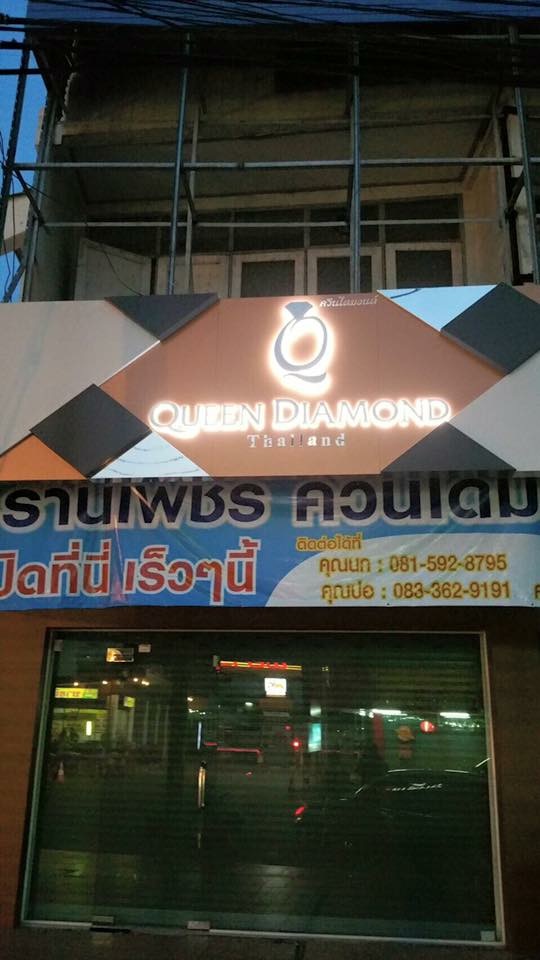 ควีนไดมอนด์
QUEEN DIAMOND
Thailand
ร้านเพชร ควีนไดม
ปิดที่นี่ เร็วๆนี้
ติดต่อได้ที่
คุณนก : 081-592-8795
คุณปอ : 083-362-9191